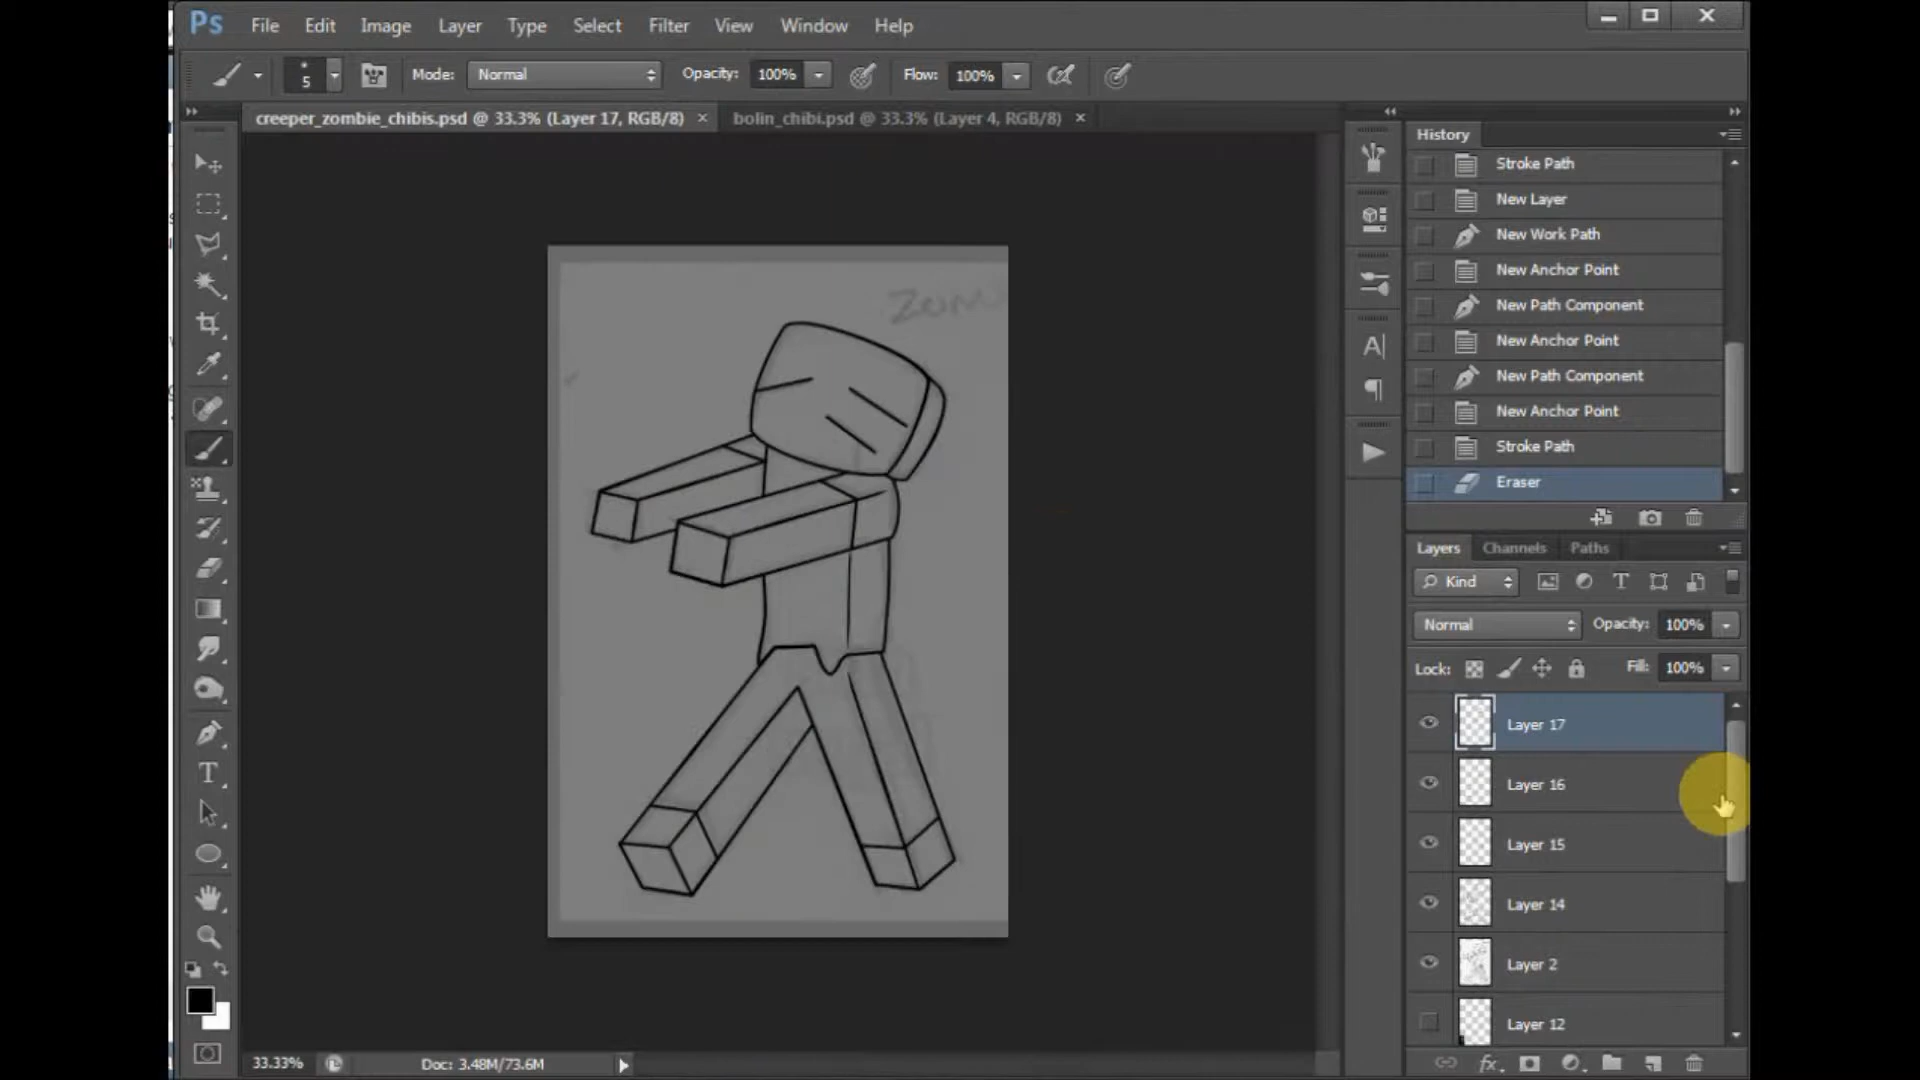 Ps File Edit Image Layer Type Select Filter View Window Help
5 Mode: Normal Opacity: 100% Flow: 100%
creeper_zombie_chibis.psd @ 33.3% (Layer 17, RGB/8) × bolin_chibi.psd @ 33.3% (Layer 4, RGB/8) ×
History
Stroke Path
New Layer
New Work Path
New Anchor Point
New Path Component
New Anchor Point
New Path Component
New Anchor Point
Stroke Path
Eraser
Layers Channels Paths
Kind
Normal Opacity: 100%
Lock: Fill: 100%
Layer 17
Layer 16
Layer 15
Layer 14
Layer 2
Layer 12
33.33% Doc: 3.48M/73.6M